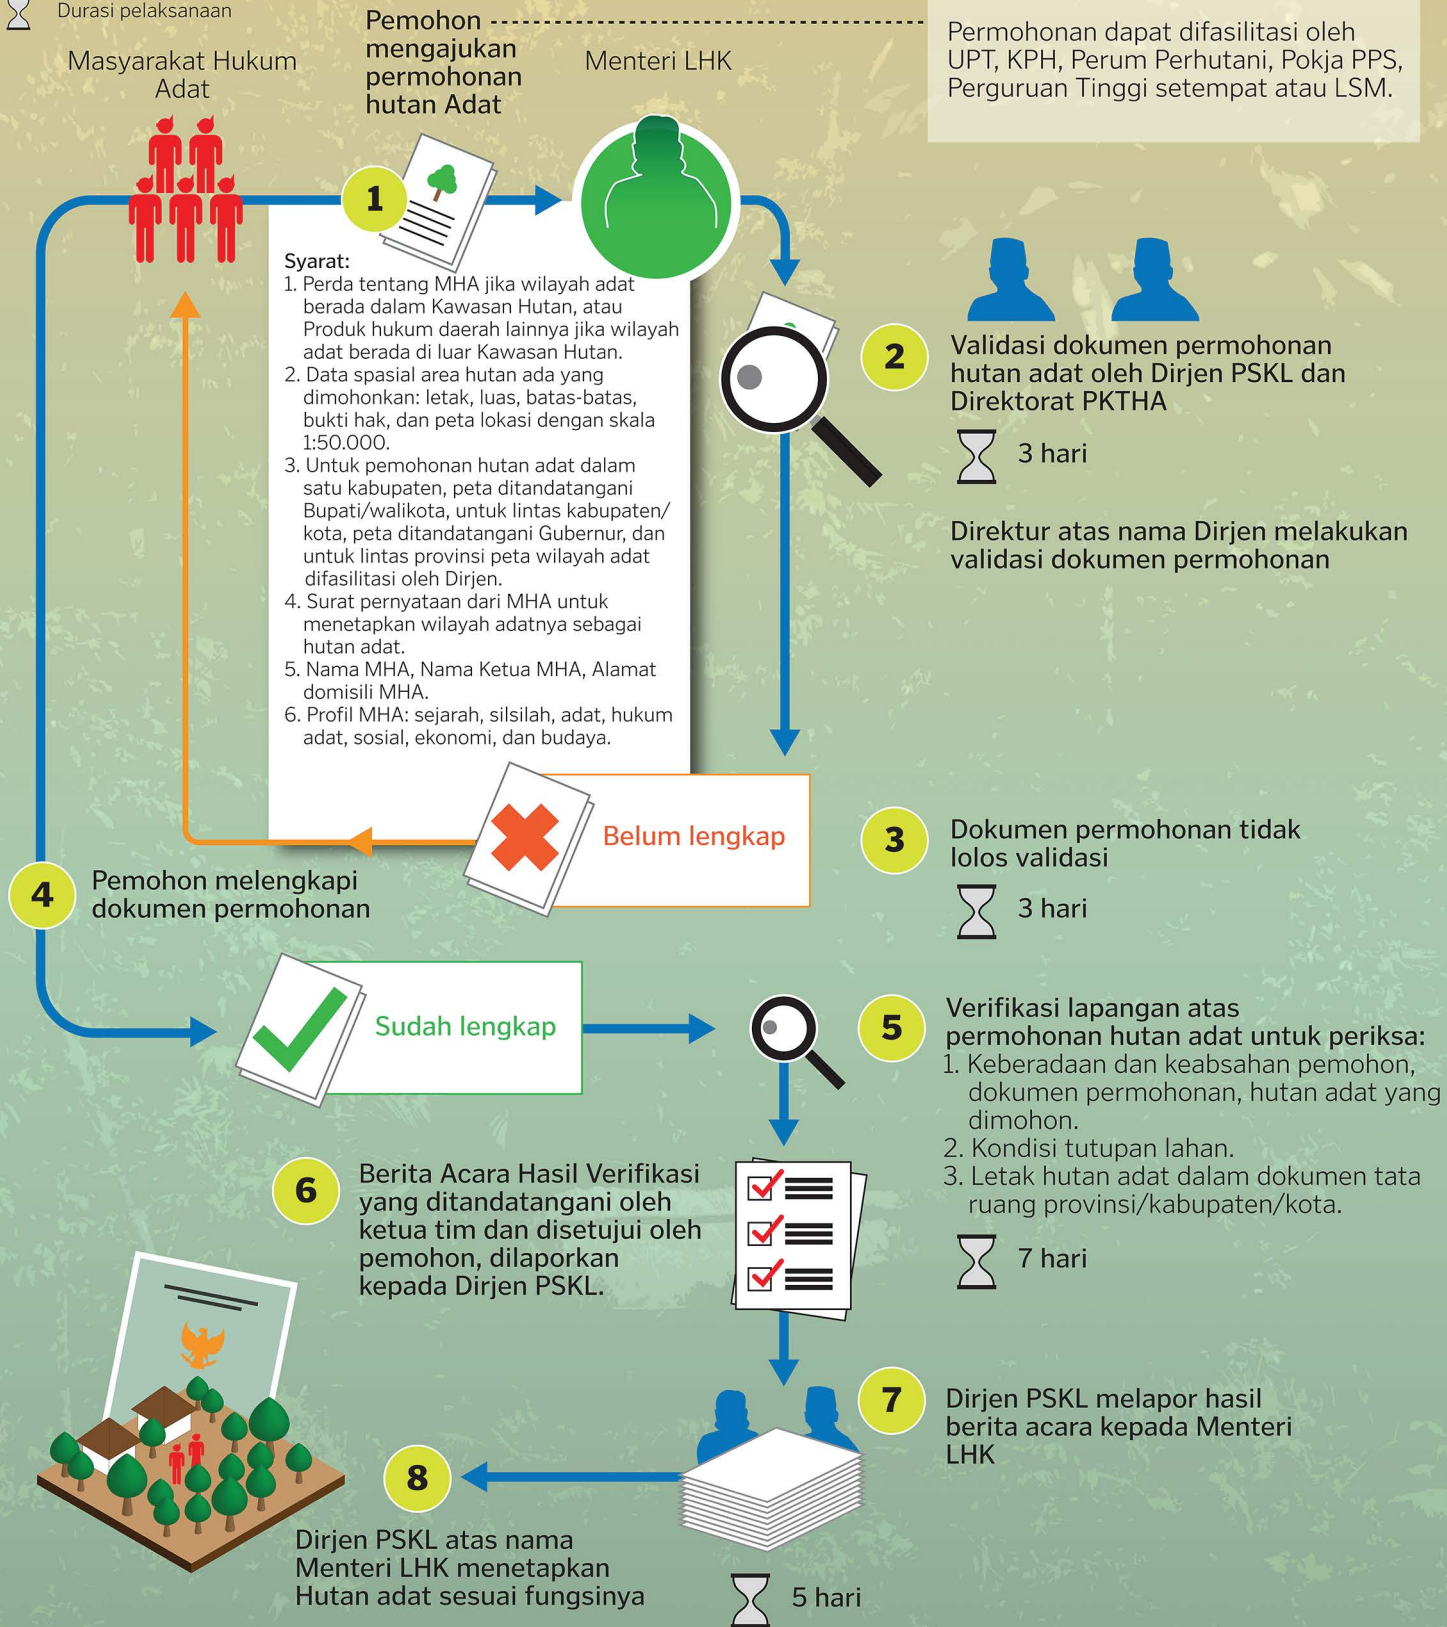 Durasi pelaksanaan
Masyarakat Hukum
Adat
Pemohon
mengajukan
permohonan
hutan Adat
Menteri LHK
Permohonan dapat difasilitasi oleh
UPT, KPH, Perum Perhutani, Pokja PPS,
Perguruan Tinggi setempat atau LSM.
1
Syarat:
1. Perda tentang MHA jika wilayah adat
berada dalam Kawasan Hutan, atau
Produk hukum daerah lainnya jika wilayah
adat berada di luar Kawasan Hutan.
2. Data spasial area hutan ada yang
dimohonkan: letak, luas, batas-batas,
bukti hak, dan peta lokasi dengan skala
1:50.000.
3. Untuk pemohonan hutan adat dalam
satu kabupaten, peta ditandatangani
Bupati/walikota, untuk lintas kabupaten/
kota, peta ditandatangani Gubernur, dan
untuk lintas provinsi peta wilayah adat
difasilitasi oleh Dirjen.
4. Surat pernyataan dari MHA untuk
menetapkan wilayah adatnya sebagai
hutan adat.
5. Nama MHA, Nama Ketua MHA, Alamat
domisili MHA.
6. Profil MHA: sejarah, silsilah, adat, hukum
adat, sosial, ekonomi, dan budaya.
2
Validasi dokumen permohonan
hutan adat oleh Dirjen PSKL dan
Direktorat PKTHA
3 hari
Direktur atas nama Dirjen melakukan
validasi dokumen permohonan
Belum lengkap
3
Dokumen permohonan tidak
lolos validasi
3 hari
4
Pemohon melengkapi
dokumen permohonan
Sudah lengkap
5
Verifikasi lapangan atas
permohonan hutan adat untuk periksa:
1. Keberadaan dan keabsahan pemohon,
dokumen permohonan, hutan adat yang
dimohon.
2. Kondisi tutupan lahan.
3. Letak hutan adat dalam dokumen tata
ruang provinsi/kabupaten/kota.
7 hari
6
Berita Acara Hasil Verifikasi
yang ditandatangani oleh
ketua tim dan disetujui oleh
pemohon, dilaporkan
kepada Dirjen PSKL.
7
Dirjen PSKL melapor hasil
berita acara kepada Menteri
LHK
8
Dirjen PSKL atas nama
Menteri LHK menetapkan
Hutan adat sesuai fungsinya
5 hari